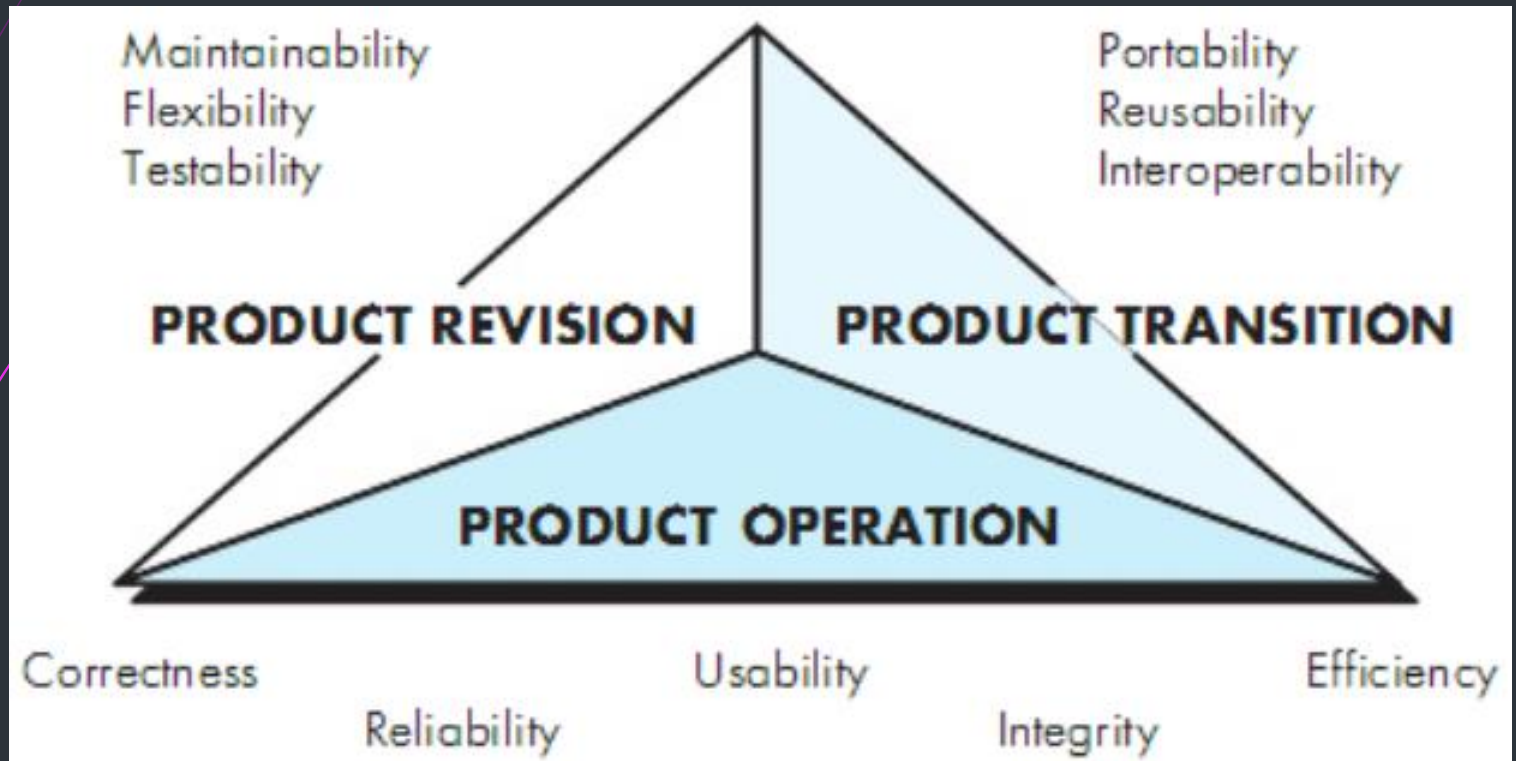 Maintainability
Flexibility
Testability
Portability
Reusability
Interoperability
PRODUCT REVISION
PRODUCT TRANSITION
PRODUCT OPERATION
Correctness
Usability
Efficiency
Reliability
Integrity